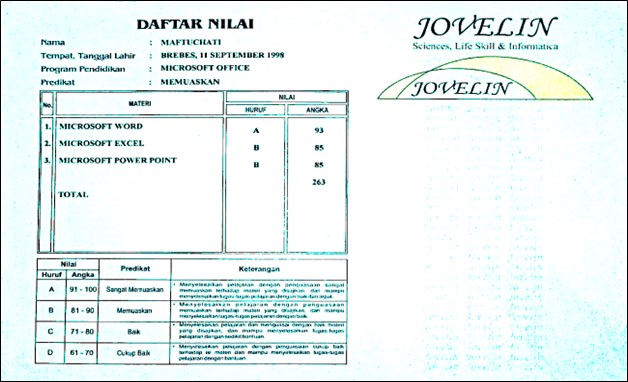 DAFTAR NILAI
Nama : MAFTUCHATI
Tempat, Tanggal Lahir : BREBES, 11 SEPTEMBER 1998
Program Pendidikan : MICROSOFT OFFICE
Predikat : MEMUASKAN
JOVELIN
Sciences, Life Skill & Informatica
JOVELIN
No. MATERI NILAI
HURUF ANGKA
1. MICROSOFT WORD A 93
2. MICROSOFT EXCEL B 85
3. MICROSOFT POWER POINT B 85
263
TOTAL
Nilai Predikat Keterangan
Huruf Angka
A 91 - 100 Sangat Memuaskan
Menyelesaikan pelajaran dengan penguasaan sangat
memuaskan terhadap materi yang disajikan, dan mampu
menyelesaikan tugas-tugas pelajaran dengan baik dan tepat.
B 81 - 90 Memuaskan
Menyelesaikan pelajaran dengan penguasaan
memuaskan terhadap materi yang disajikan, dan mampu
menyelesaikan tugas-tugas pelajaran dengan baik.
C 71 - 80 Baik
Menyelesaikan pelajaran dan menguasai dengan baik materi
yang disajikan, dan mampu menyelesaikan tugas-tugas
pelajaran dengan sedikit bantuan
D 61 - 70 Cukup Baik
Menyelesaikan pelajaran dengan penguasaan cukup baik
terhadap isi materi dan mampu menyelesaikan tugas-tugas
pelajaran dengan bantuan